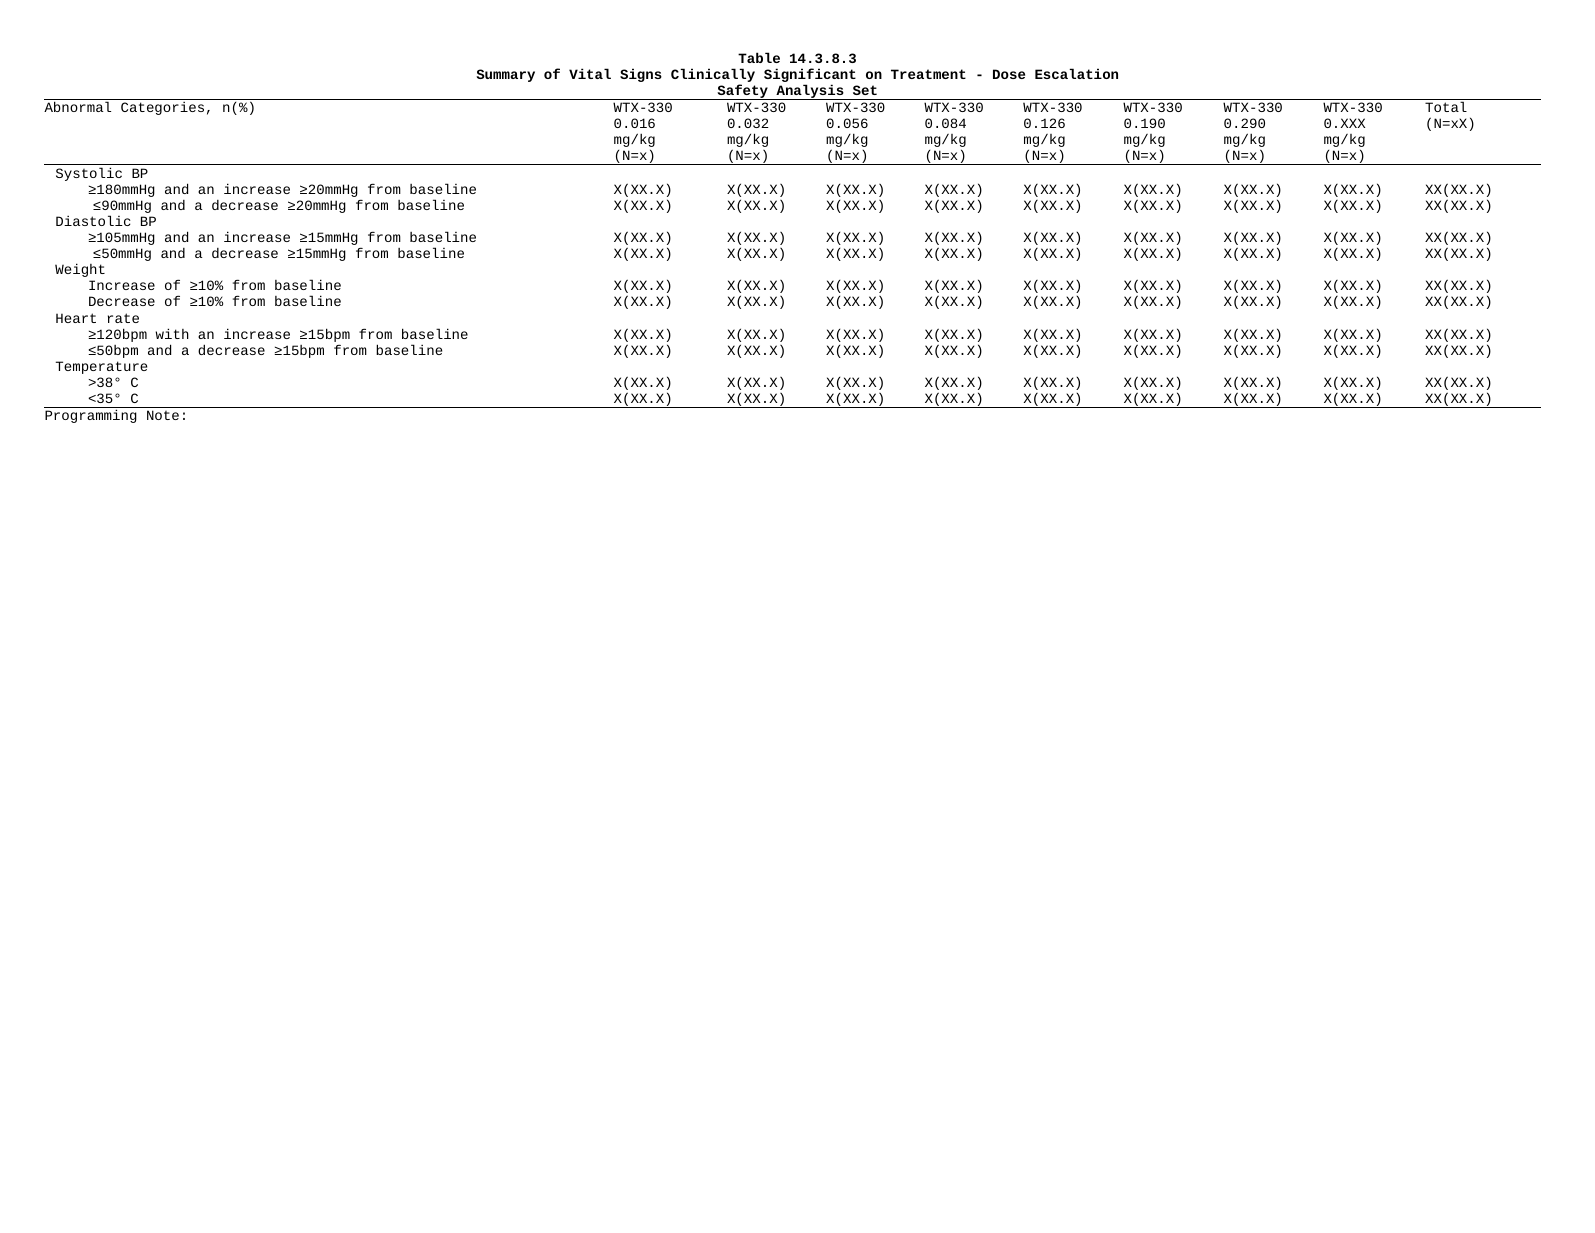 Table 14.3.8.3
Summary of Vital Signs Clinically Significant on Treatment - Dose Escalation
Safety Analysis Set
Abnormal Categories, n(%) WTX-330 WTX-330 WTX-330 WTX-330 WTX-330 WTX-330 WTX-330 WTX-330 Total
0.016 0.032 0.056 0.084 0.126 0.190 0.290 0.XXX (N=xX)
mg/kg mg/kg mg/kg mg/kg mg/kg mg/kg mg/kg mg/kg
(N=x) (N=x) (N=x) (N=x) (N=x) (N=x) (N=x) (N=x)
Systolic BP
≥180mmHg and an increase ≥20mmHg from baseline X(XX.X) X(XX.X) X(XX.X) X(XX.X) X(XX.X) X(XX.X) X(XX.X) X(XX.X) XX(XX.X)
≤90mmHg and a decrease ≥20mmHg from baseline X(XX.X) X(XX.X) X(XX.X) X(XX.X) X(XX.X) X(XX.X) X(XX.X) X(XX.X) XX(XX.X)
Diastolic BP
≥105mmHg and an increase ≥15mmHg from baseline X(XX.X) X(XX.X) X(XX.X) X(XX.X) X(XX.X) X(XX.X) X(XX.X) X(XX.X) XX(XX.X)
≤50mmHg and a decrease ≥15mmHg from baseline X(XX.X) X(XX.X) X(XX.X) X(XX.X) X(XX.X) X(XX.X) X(XX.X) X(XX.X) XX(XX.X)
Weight
Increase of ≥10% from baseline X(XX.X) X(XX.X) X(XX.X) X(XX.X) X(XX.X) X(XX.X) X(XX.X) X(XX.X) XX(XX.X)
Decrease of ≥10% from baseline X(XX.X) X(XX.X) X(XX.X) X(XX.X) X(XX.X) X(XX.X) X(XX.X) X(XX.X) XX(XX.X)
Heart rate
≥120bpm with an increase ≥15bpm from baseline X(XX.X) X(XX.X) X(XX.X) X(XX.X) X(XX.X) X(XX.X) X(XX.X) X(XX.X) XX(XX.X)
≤50bpm and a decrease ≥15bpm from baseline X(XX.X) X(XX.X) X(XX.X) X(XX.X) X(XX.X) X(XX.X) X(XX.X) X(XX.X) XX(XX.X)
Temperature
>38° C X(XX.X) X(XX.X) X(XX.X) X(XX.X) X(XX.X) X(XX.X) X(XX.X) X(XX.X) XX(XX.X)
<35° C X(XX.X) X(XX.X) X(XX.X) X(XX.X) X(XX.X) X(XX.X) X(XX.X) X(XX.X) XX(XX.X)
Programming Note: